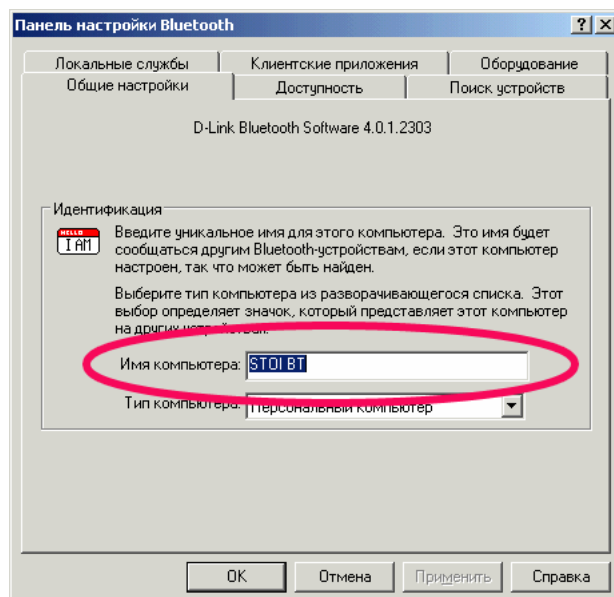 Панель настройки Bluetooth
Локальные службы Клиентские приложения Оборудование
Общие настройки Доступность Поиск устройств
D-Link Bluetooth Software 4.0.1.2303
Идентификация
HELLO
I AM
Введите уникальное имя для этого компьютера. Это имя будет
сообщаться другим Bluetooth-устройствам, если этот компьютер
настроен, так что может быть найден.
Выберите тип компьютера из разворачивающегося списка. Этот
выбор определяет значок, который представляет этот компьютер
на других устройствах.
Имя компьютера: STOI BT
Тип компьютера: Персональный компьютер
OK Отмена Применить Справка